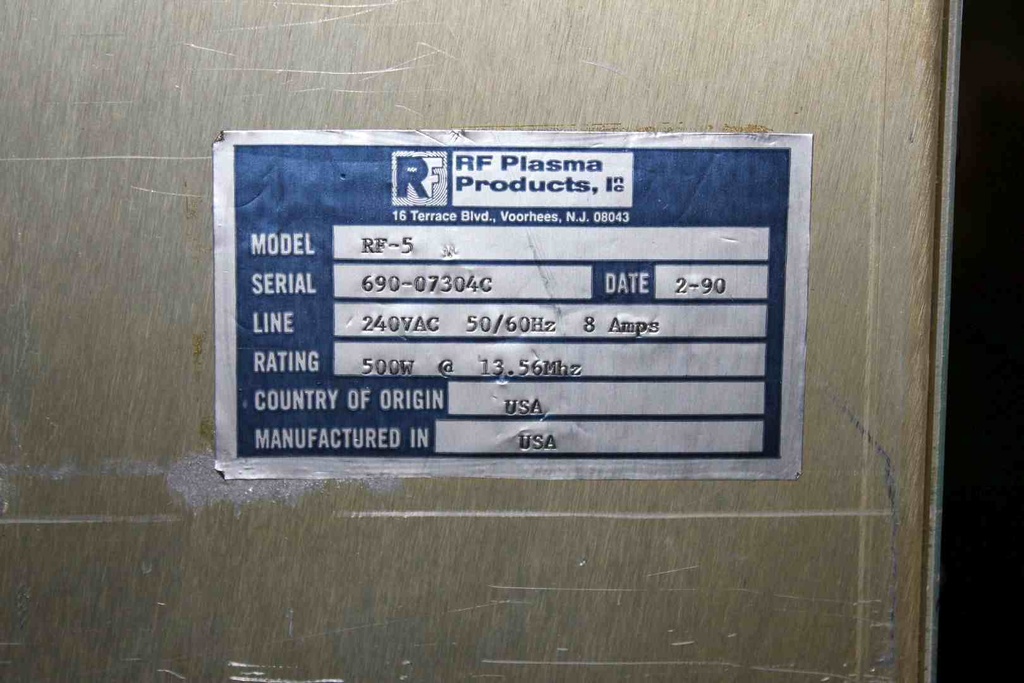 RF
RF Plasma
Products, Inc
16 Terrace Blvd., Voorhees, N.J. 08043
MODEL RF-5
SERIAL 690-07304C DATE 2-90
LINE 240VAC 50/60Hz 8 Amps
RATING 500W @ 13.56Mhz
COUNTRY OF ORIGIN USA
MANUFACTURED IN USA